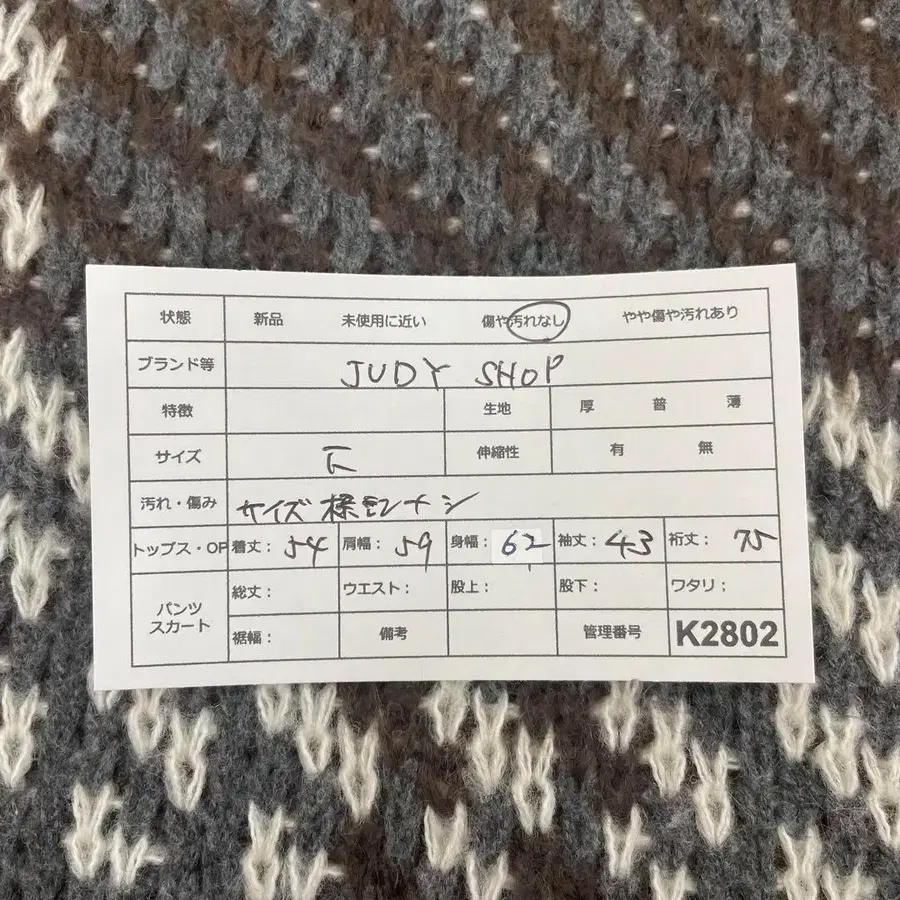 状態 新品 未使用に近い 傷や汚れなし やや傷や汚れあり
ブランド等 JUDY SHOP
特徴 生地 厚 普 薄
サイズ F 伸縮性 有 無
汚れ・傷み サイズ標記ナシ
トップス・OP 着丈: 54 肩幅: 59 身幅: 62 袖丈: 43 裄丈: 75
パンツ スカート 総丈: ウエスト: 股上: 股下: ワタリ;
裾幅: 備考 管理番号 K2802